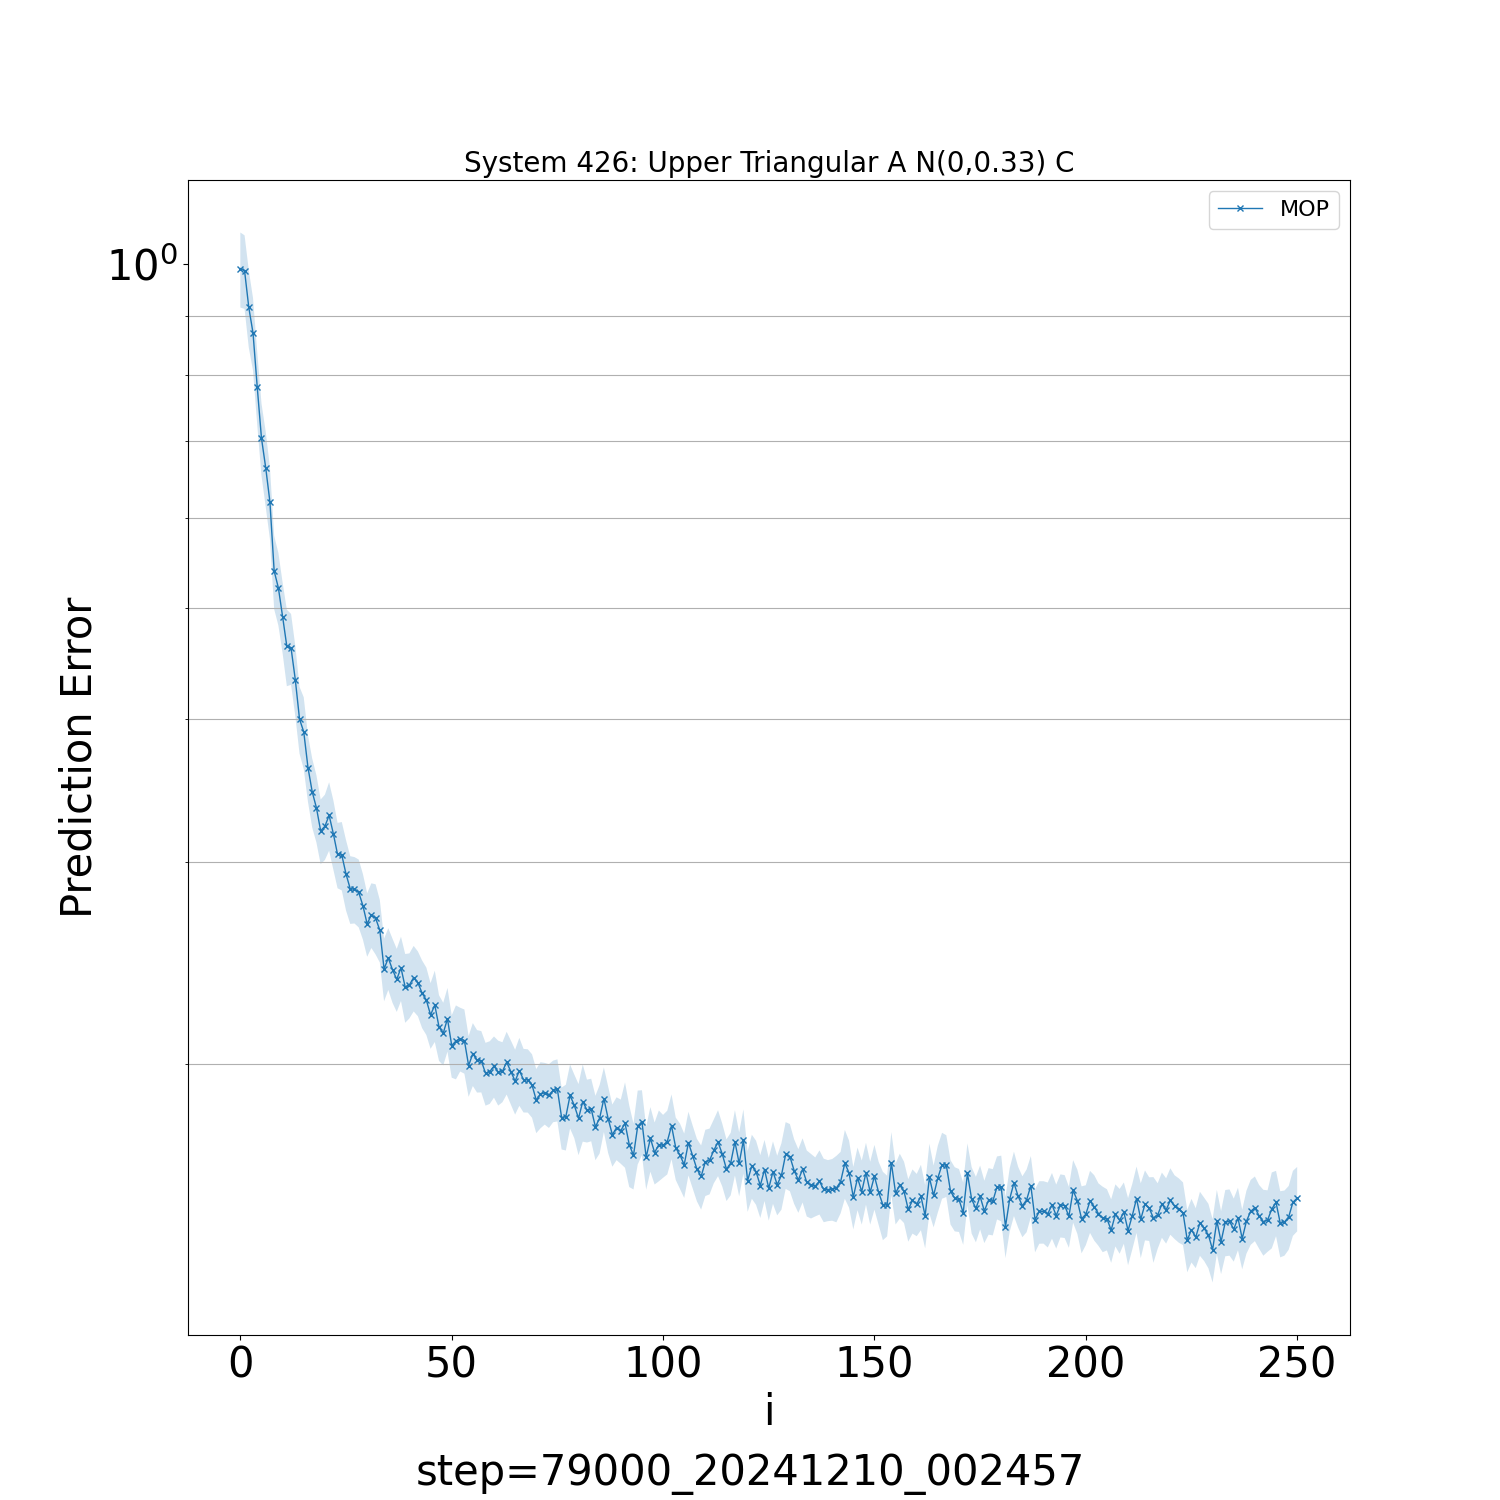 System 426: Upper Triangular A N(0,0.33) C
MOP
10⁰
Prediction Error
0 50 100 150 200 250
i
step=79000_20241210_002457